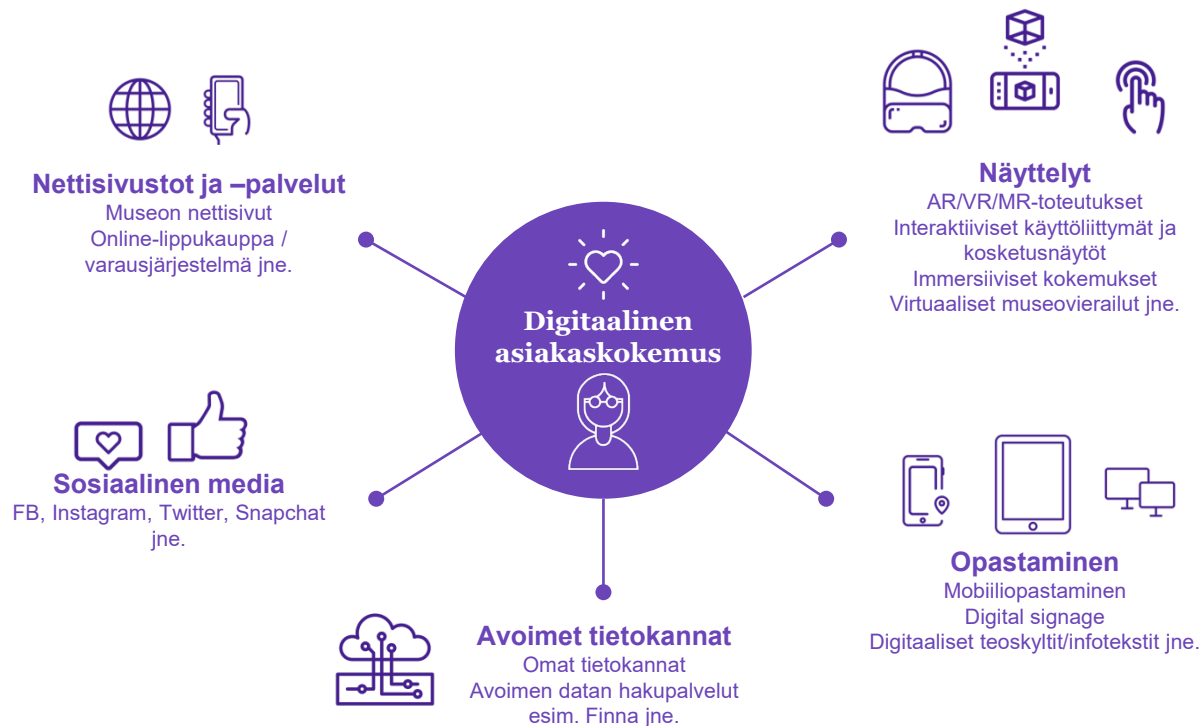 Nettisivustot ja –palvelut
Museon nettisivut
Online-lippukauppa /
varausjärjestelmä jne.
Näyttelyt
AR/VR/MR-toteutukset
Interaktiiviset käyttöliittymät ja
kosketusnäytöt
Immersiiviset kokemukset
Virtuaaliset museovierailut jne.
Digitaalinen
asiakaskokemus
Sosiaalinen media
FB, Instagram, Twitter, Snapchat
jne.
Opastaminen
Mobiiliopastaminen
Digital signage
Digitaaliset teoskyltit/infotekstit jne.
Avoimet tietokannat
Omat tietokannat
Avoimen datan hakupalvelut
esim. Finna jne.